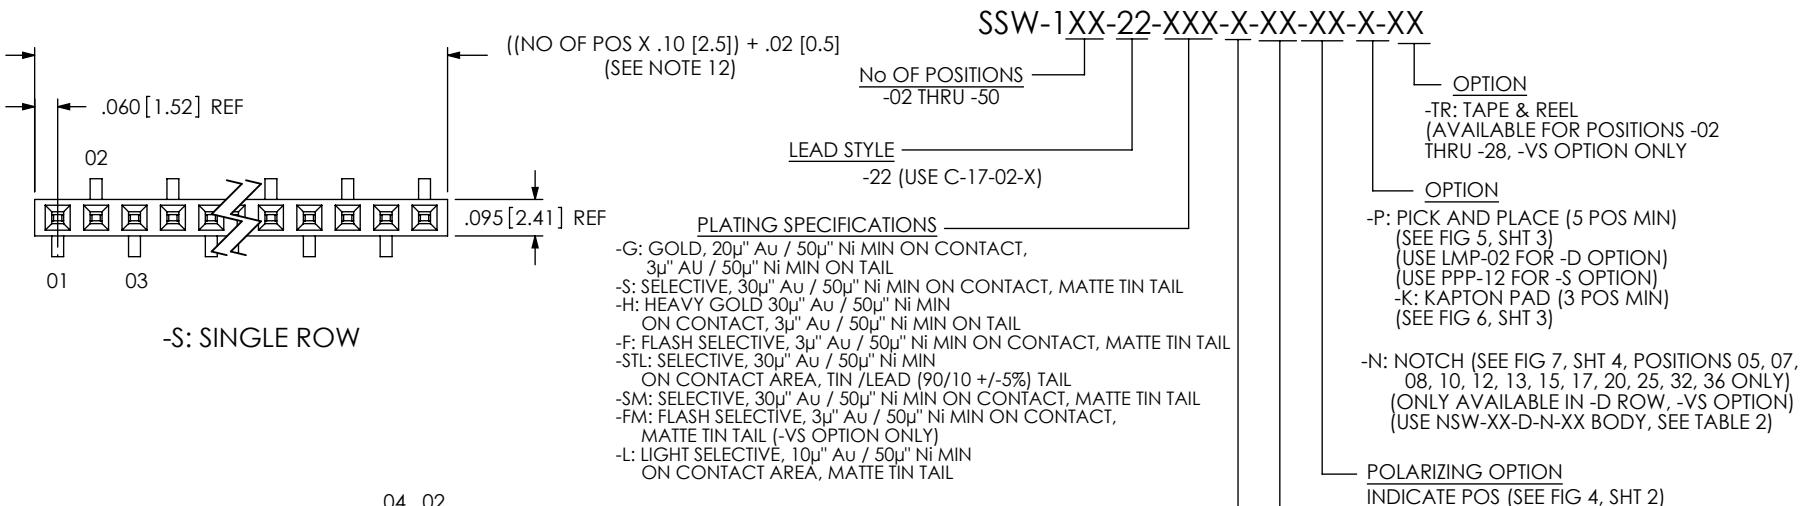 SSW-1XX-22-XXX-X-XX-XX-X-XX
((NO OF POS X .10 [2.5]) + .02 [0.5]
(SEE NOTE 12)
.060 [1.52] REF
02
.095 [2.41] REF
01
03
-S: SINGLE ROW
04 02
No OF POSITIONS
-02 THRU -50
LEAD STYLE
-22 (USE C-17-02-X)
PLATING SPECIFICATIONS
-G: GOLD, 20µ" Au / 50µ" Ni MIN ON CONTACT,
3µ" AU / 50µ" Ni MIN ON TAIL
-S: SELECTIVE, 30µ" Au / 50µ" Ni MIN ON CONTACT, MATTE TIN TAIL
-H: HEAVY GOLD 30µ" Au / 50µ" Ni MIN
ON CONTACT, 3µ" Au / 50µ" Ni MIN ON TAIL
-F: FLASH SELECTIVE, 3µ" Au / 50µ" Ni MIN ON CONTACT, MATTE TIN TAIL
-STL: SELECTIVE, 30µ" Au / 50µ" Ni MIN
ON CONTACT AREA, TIN /LEAD (90/10 +/-5%) TAIL
-SM: SELECTIVE, 30µ" Au / 50µ" Ni MIN ON CONTACT, MATTE TIN TAIL
-FM: FLASH SELECTIVE, 3µ" Au / 50µ" Ni MIN ON CONTACT,
MATTE TIN TAIL (-VS OPTION ONLY)
-L: LIGHT SELECTIVE, 10µ" Au / 50µ" Ni MIN
ON CONTACT AREA, MATTE TIN TAIL
OPTION
-TR: TAPE & REEL
(AVAILABLE FOR POSITIONS -02
THRU -28, -VS OPTION ONLY
OPTION
-P: PICK AND PLACE (5 POS MIN)
(SEE FIG 5, SHT 3)
(USE LMP-02 FOR -D OPTION)
(USE PPP-12 FOR -S OPTION)
-K: KAPTON PAD (3 POS MIN)
(SEE FIG 6, SHT 3)
-N: NOTCH (SEE FIG 7, SHT 4, POSITIONS 05, 07,
08, 10, 12, 13, 15, 17, 20, 25, 32, 36 ONLY)
(ONLY AVAILABLE IN -D ROW, -VS OPTION)
(USE NSW-XX-D-N-XX BODY, SEE TABLE 2)
POLARIZING OPTION
INDICATE POS (SEE FIG 4, SHT 2)